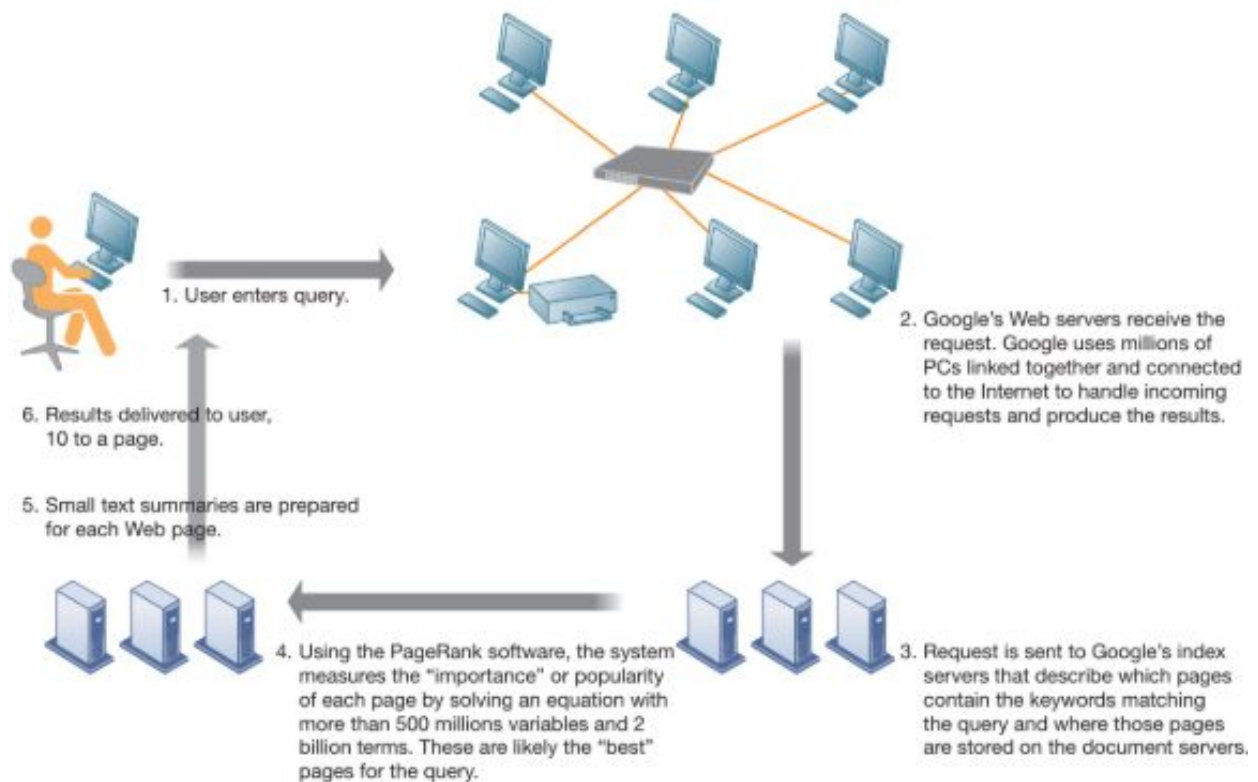 1. User enters query.
2. Google's Web servers receive the
request. Google uses millions of
PCs linked together and connected
to the Internet to handle incoming
requests and produce the results.
3. Request is sent to Google's index
servers that describe which pages
contain the keywords matching
the query and where those pages
are stored on the document servers.
4. Using the PageRank software, the system
measures the “importance” or popularity
of each page by solving an equation with
more than 500 millions variables and 2
billion terms. These are likely the “best”
pages for the query.
5. Small text summaries are prepared
for each Web page.
6. Results delivered to user,
10 to a page.